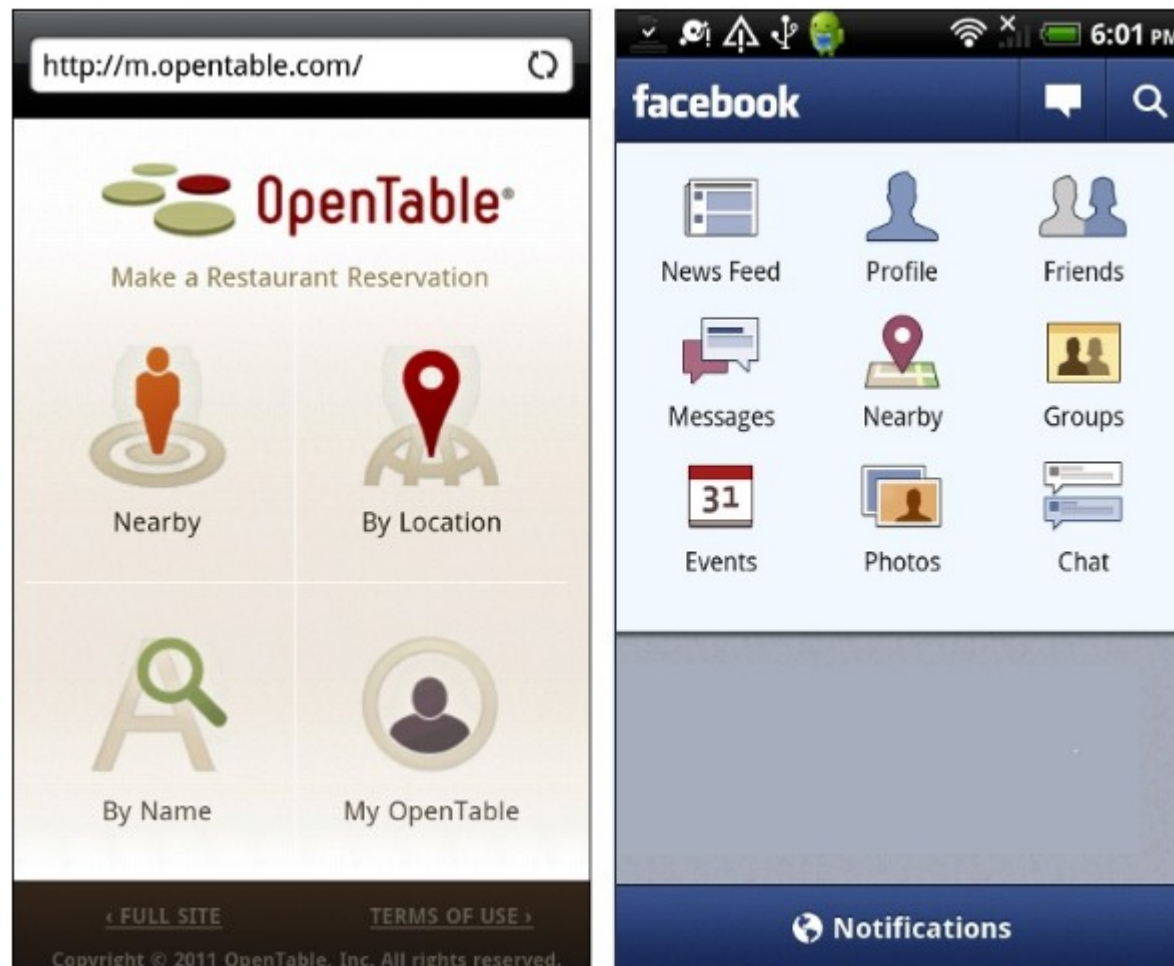 http://m.opentable.com/
OpenTable®
Make a Restaurant Reservation
Nearby
By Location
By Name
My OpenTable
‹ FULL SITE
TERMS OF USE ›
Copyright © 2011 OpenTable, Inc. All rights reserved.
6:01 PM
facebook
News Feed
Profile
Friends
Messages
Nearby
Groups
31
Events
Photos
Chat
Notifications